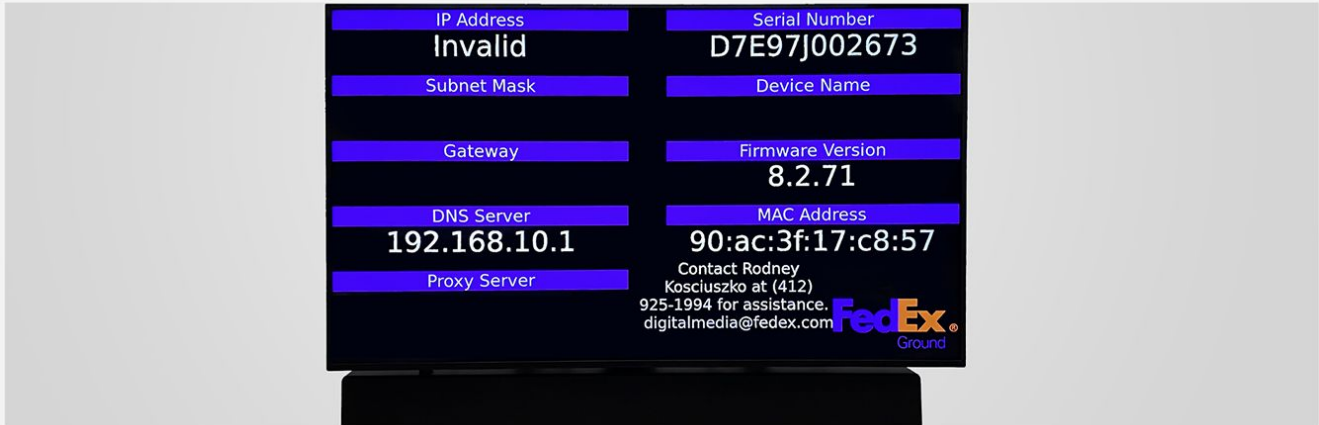 IP Address
Invalid
Subnet Mask
Gateway
DNS Server
192.168.10.1
Proxy Server
Serial Number
D7E97J002673
Device Name
Firmware Version
8.2.71
MAC Address
90:ac:3f:17:c8:57
Contact Rodney
Kosciuszko at (412)
925-1994 for assistance.
digitalmedia@fedex.com
FedEx®
Ground